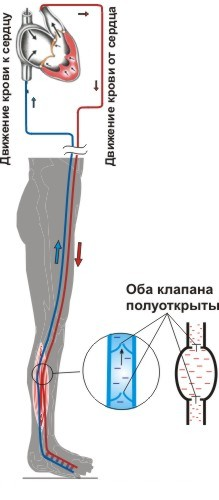 Движение крови к сердцу
Движение крови от сердца
Оба клапана
полуоткрыты